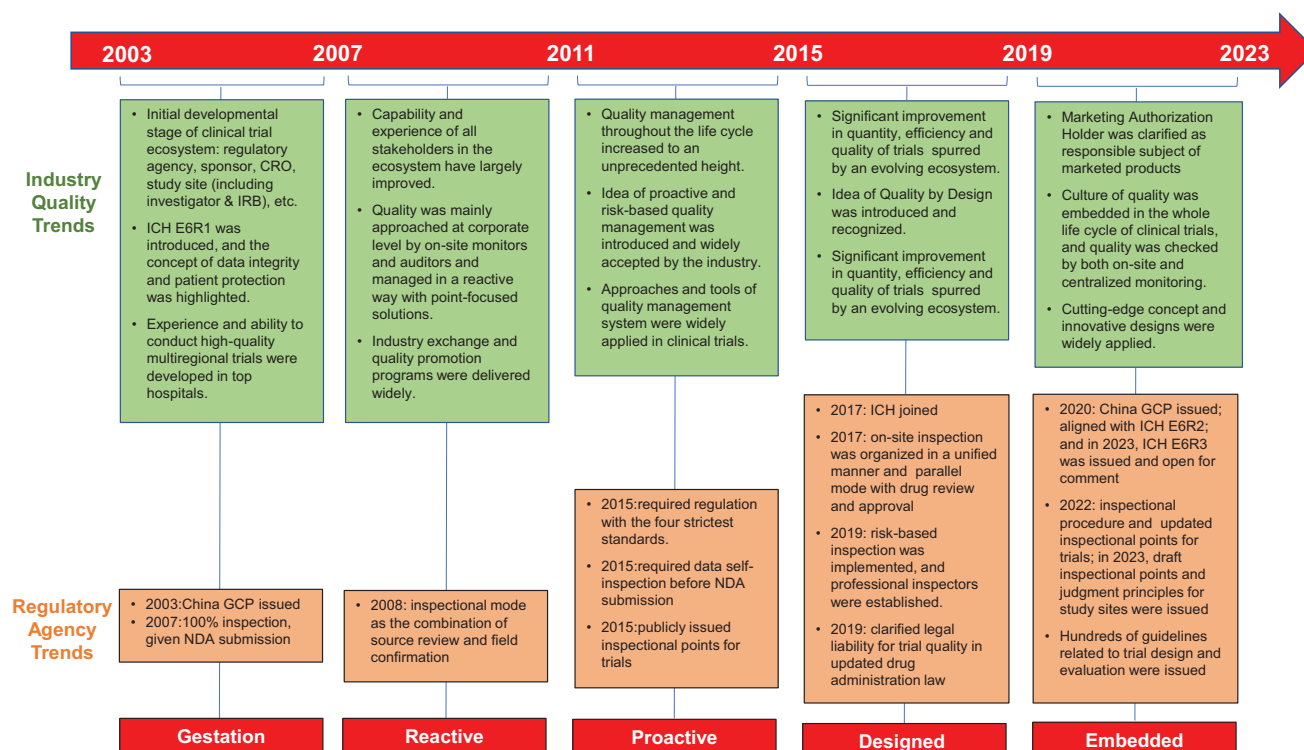 2003
2007
2011
2015
2019
2023
Industry
Quality
Trends
• Initial developmental
stage of clinical trial
ecosystem: regulatory
agency, sponsor, CRO,
study site (including
investigator & IRB), etc.
• ICH E6R1 was
introduced, and the
concept of data integrity
and patient protection
was highlighted.
• Experience and ability to
conduct high-quality
multiregional trials were
developed in top
hospitals.
• Capability and
experience of all
stakeholders in the
ecosystem have largely
improved.
• Quality was mainly
approached at corporate
level by on-site monitors
and auditors and
managed in a reactive
way with point-focused
solutions.
• Industry exchange and
quality promotion
programs were delivered
widely.
• Quality management
throughout the life cycle
increased to an
unprecedented height.
• Idea of proactive and
risk-based quality
management was
introduced and widely
accepted by the industry.
• Approaches and tools of
quality management
system were widely
applied in clinical trials.
• Significant improvement
in quantity, efficiency and
quality of trials spurred
by an evolving ecosystem.
• Idea of Quality by Design
was introduced and
recognized.
• Significant improvement
in quantity, efficiency and
quality of trials spurred
by an evolving ecosystem.
• Marketing Authorization
Holder was clarified as
responsible subject of
marketed products
• Culture of quality was
embedded in the whole
life cycle of clinical trials,
and quality was checked
by both on-site and
centralized monitoring.
• Cutting-edge concept and
innovative designs were
widely applied.
Regulatory
Agency
Trends
• 2003:China GCP issued
• 2007:100% inspection,
given NDA submission
• 2008: inspectional mode
as the combination of
source review and field
confirmation
• 2015:required regulation
with the four strictest
standards.
• 2015:required data self-
inspection before NDA
submission
• 2015:publicly issued
inspectional points for
trials
• 2017: ICH joined
• 2017: on-site inspection
was organized in a unified
manner and parallel
mode with drug review
and approval
• 2019: risk-based
inspection was
implemented, and
professional inspectors
were established.
• 2019: clarified legal
liability for trial quality in
updated drug
administration law
• 2020: China GCP issued;
aligned with ICH E6R2;
and in 2023, ICH E6R3
was issued and open for
comment
• 2022: inspectional
procedure and updated
inspectional points for
trials; in 2023, draft
inspectional points and
judgment principles for
study sites were issued
• Hundreds of guidelines
related to trial design and
evaluation were issued
Gestation
Reactive
Proactive
Designed
Embedded